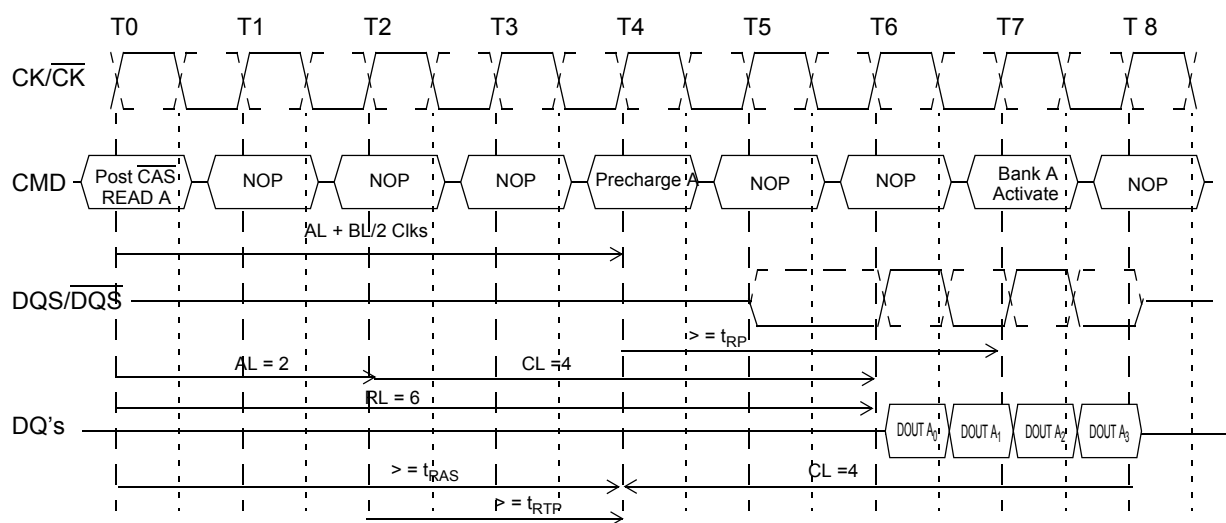 T0 T1 T2 T3 T4 T5 T6 T7 T 8
CK/CK
CMD
Post CAS
READ A
NOP
NOP
NOP
Precharge A
NOP
NOP
Bank A
Activate
NOP
AL + BL/2 Clks
DQS/DQS
> = tRP
AL = 2
CL =4
RL = 6
DQ's
DOUT A0
DOUT A1
DOUT A2
DOUT A3
> = tRAS
CL =4
> = tRTP